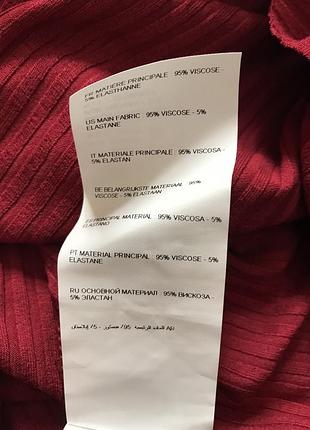 FR MATIÈRE PRINCIPALE : 95% VISCOSE -
5% ELASTHANNE
US MAIN FABRIC : 95% VISCOSE - 5%
ELASTANE
IT MATERIALE PRINCIPALE : 95% VISCOSA -
5% ELASTAN
BE BELANGRIJKSTE MATERIAAL : 95%
VISCOSE - 5% ELASTAAN
ES PRINCIPAL MATERIAL : 95% VISCOSA - 5%
ELASTANO
PT MATERIAL PRINCIPAL : 95% VISCOSE - 5%
ELASTANE
RU ОСНОВНОЙ МАТЕРИАЛ : 95% ВИСКОЗА -
5% ЭЛАСТАН